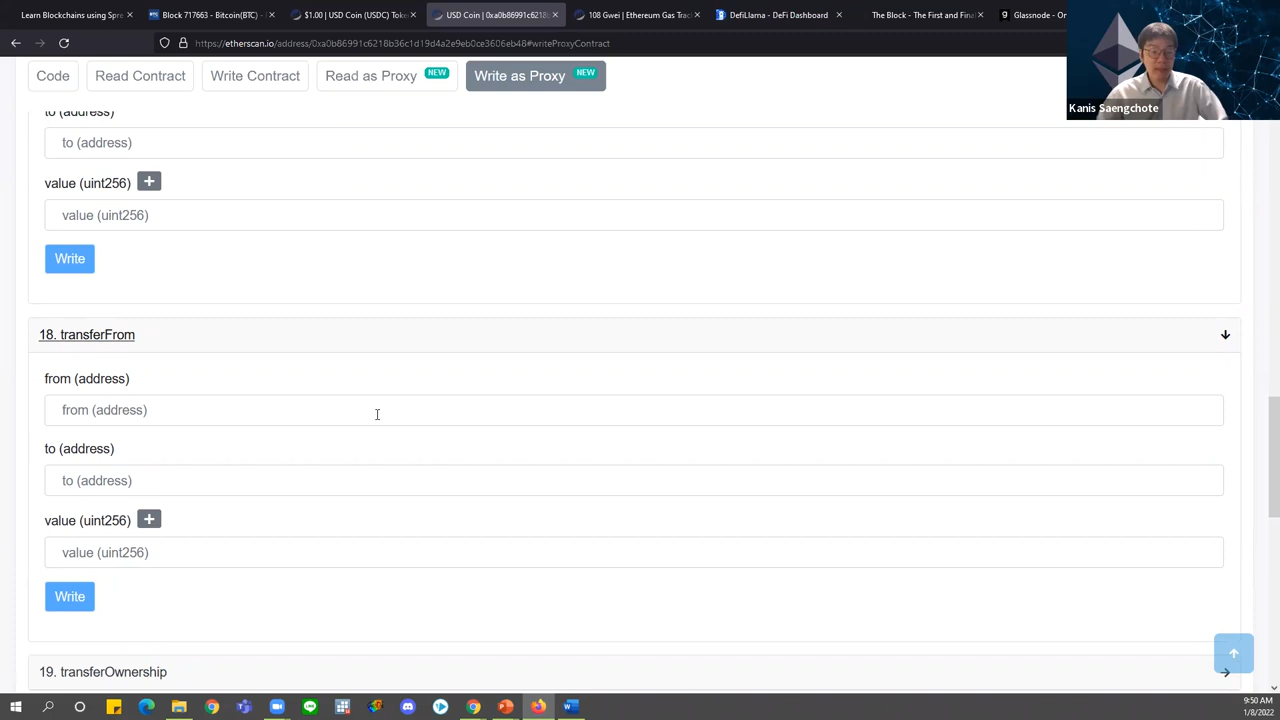 Learn Blockchains using Spre
Block 717663 - Bitcoin(BTC) - I
$1.00 | USD Coin (USDC) Toke
USD Coin | 0xa0b86991c6218
108 Gwei | Ethereum Gas Trac
DefiLlama - DeFi Dashboard
The Block - The First and Final
Glassnode - On
https://etherscan.io/address/0xa0b86991c6218b36c1d19d4a2e9eb0ce3606eb48#writeProxyContract
Code
Read Contract
Write Contract
Read as Proxy NEW
Write as Proxy NEW
Kanis Saengchote
to (address)
to (address)
value (uint256) +
value (uint256)
Write
18. transferFrom
from (address)
from (address)
to (address)
to (address)
value (uint256) +
value (uint256)
Write
19. transferOwnership
9:50 AM
1/8/2022